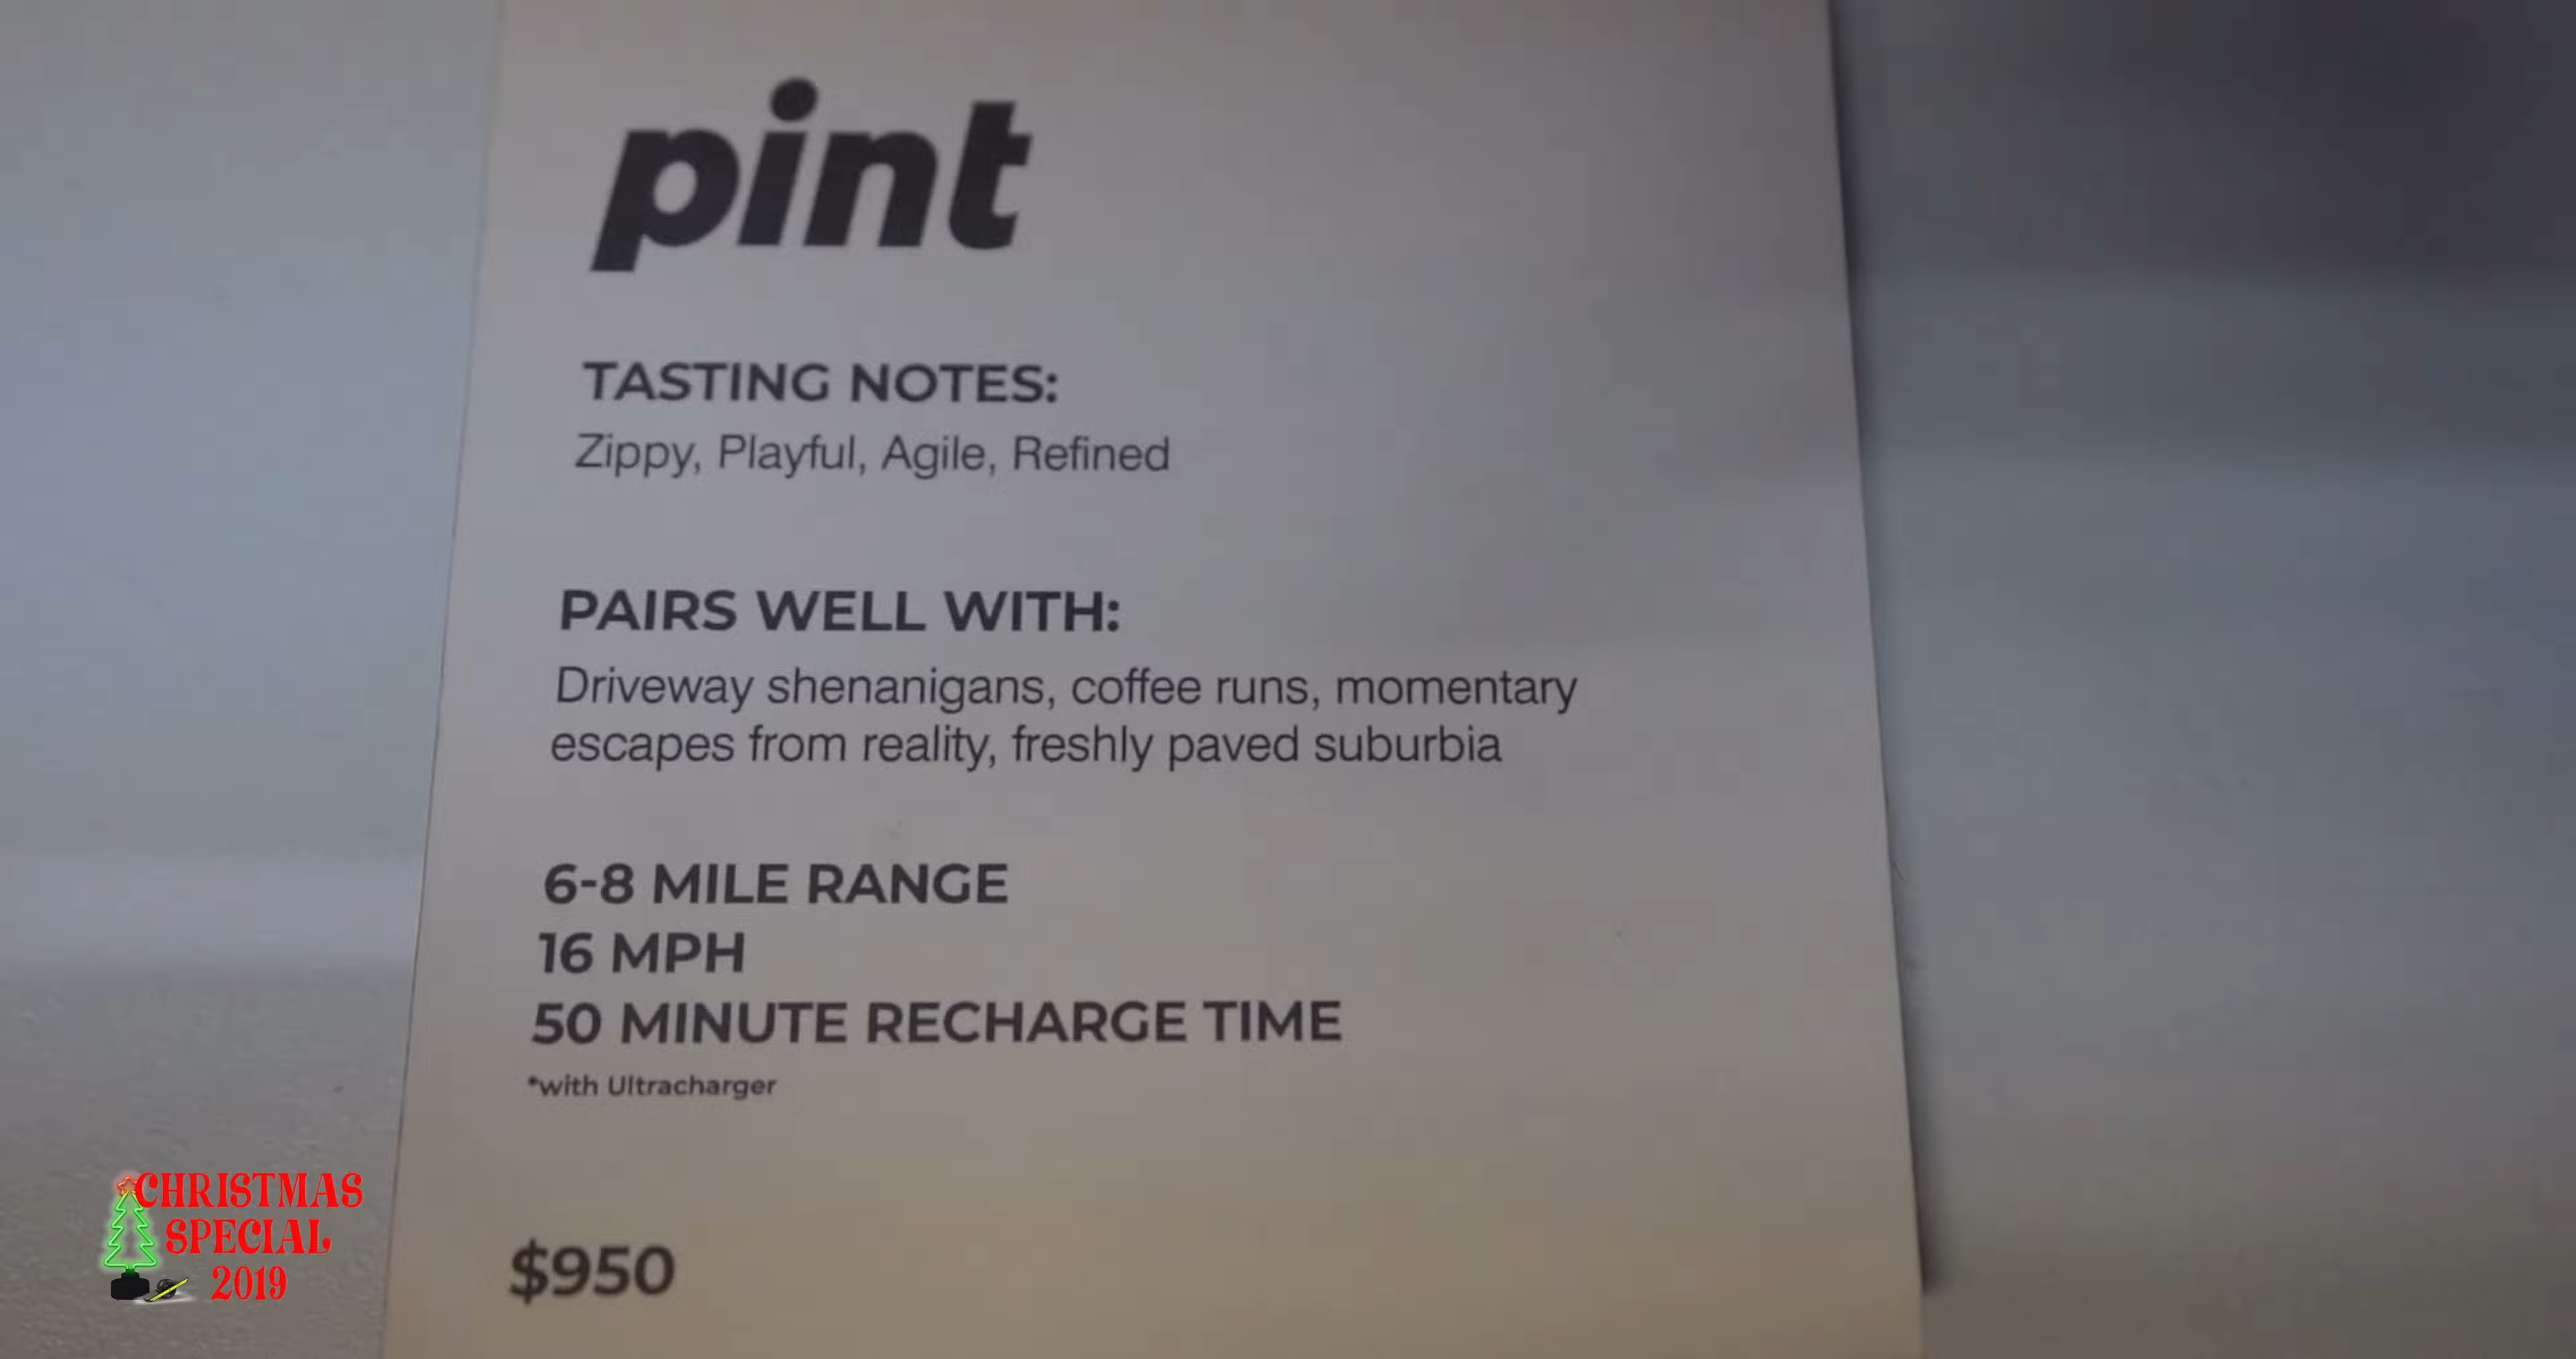 pint
TASTING NOTES:
Zippy, Playful, Agile, Refined
PAIRS WELL WITH:
Driveway shenanigans, coffee runs, momentary
escapes from reality, freshly paved suburbia
6-8 MILE RANGE
16 MPH
50 MINUTE RECHARGE TIME
*with Ultracharger
$950
CHRISTMAS
SPECIAL
2019